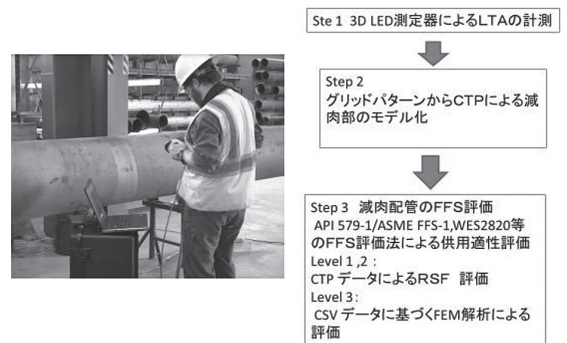 Ste 1 3D LED測定器によるLTAの計測
Step 2
グリッドパターンからCTPによる減
肉部のモデル化
Step 3 減肉配管のFFS評価
API 579-1/ASME FFS-1,WES2820等
のFFS評価法による供用適性評価
Level 1,2：
CTP データによるRSF 評価
Level 3：
CSV データに基づくFEM解析による
評価